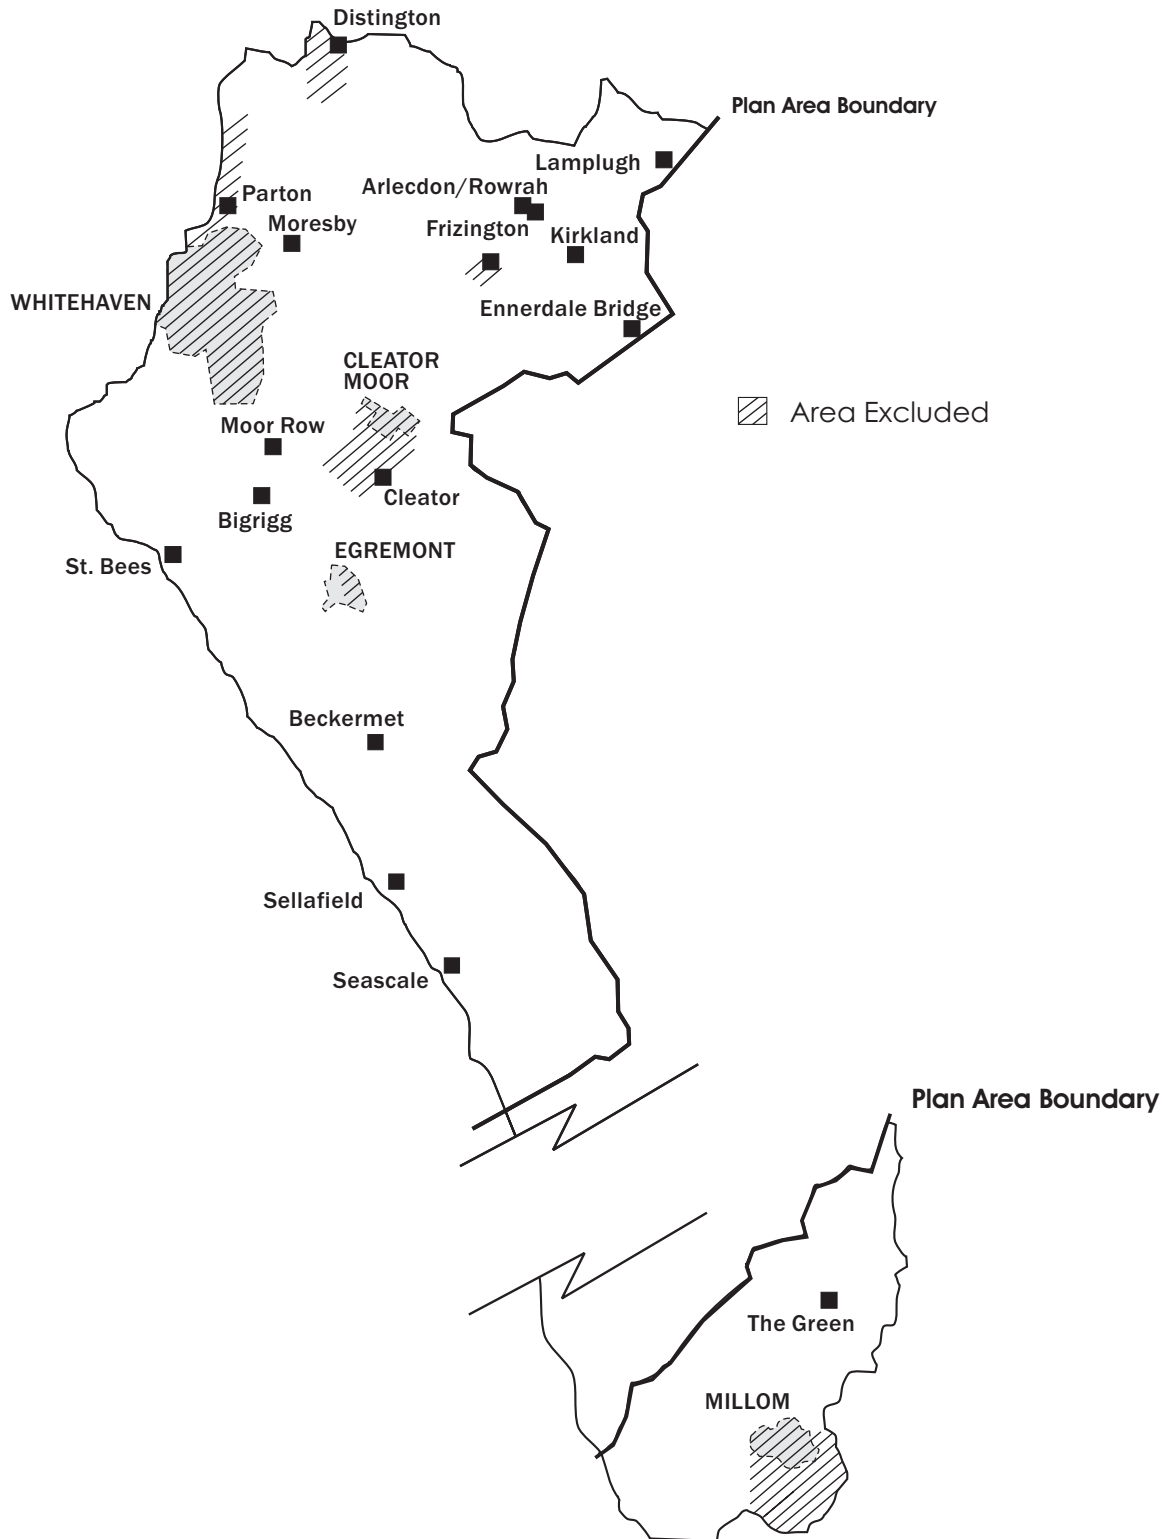 Distington
Plan Area Boundary
Lamplugh
Arlecdon/Rowrah
Parton
Moresby
Frizington
Kirkland
WHITEHAVEN
Ennerdale Bridge
CLEATOR
MOOR
Area Excluded
Moor Row
Cleator
Bigrigg
EGREMONT
St. Bees
Beckermet
Sellafield
Seascale
Plan Area Boundary
The Green
MILLOM